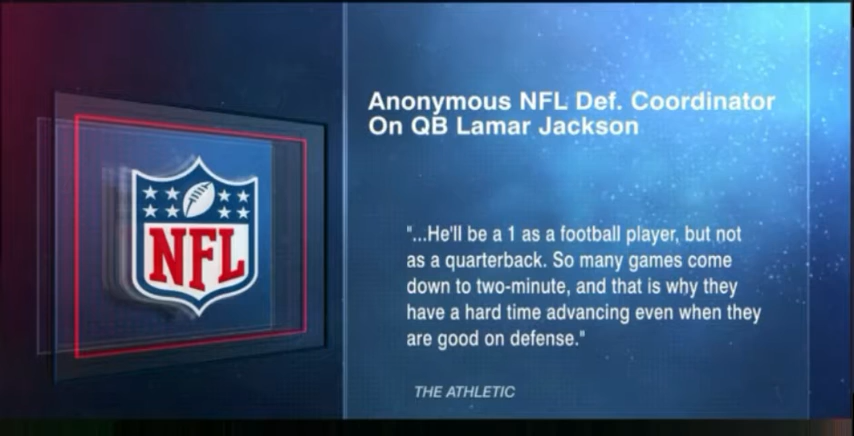 NFL
Anonymous NFL Def. Coordinator
On QB Lamar Jackson
"...He'll be a 1 as a football player, but not
as a quarterback. So many games come
down to two-minute, and that is why they
have a hard time advancing even when they
are good on defense."
THE ATHLETIC